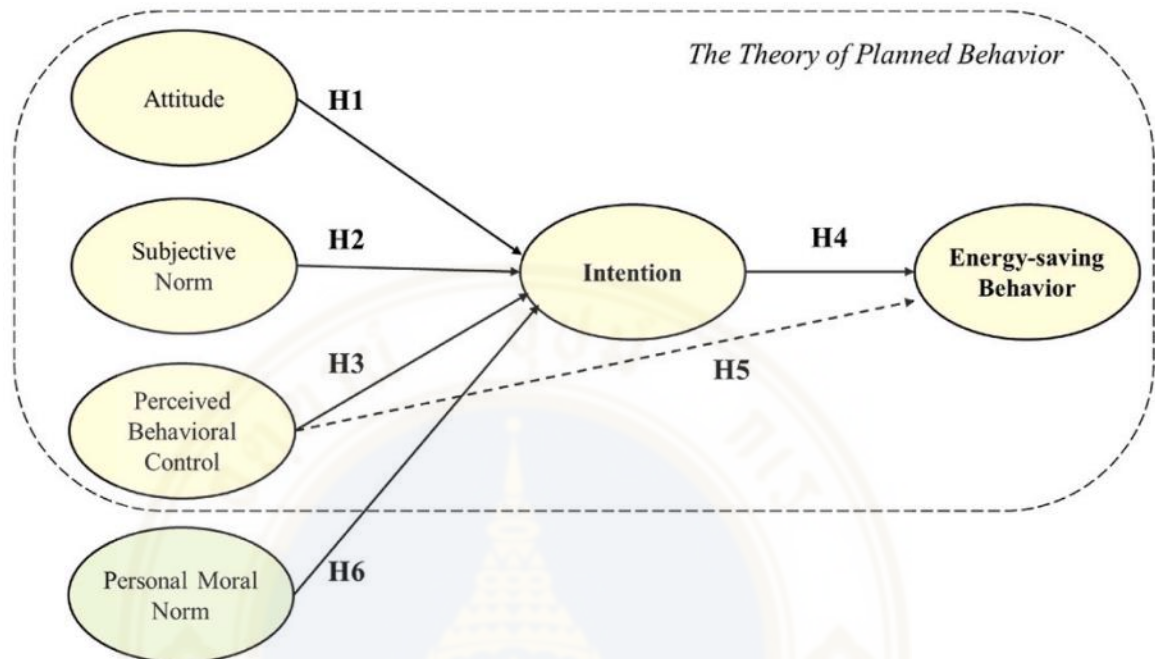 The Theory of Planned Behavior
Attitude
H1
Subjective
Norm
H2
Intention
H4
Energy-saving
Behavior
Perceived
Behavioral
Control
H3
H5
Personal Moral
Norm
H6